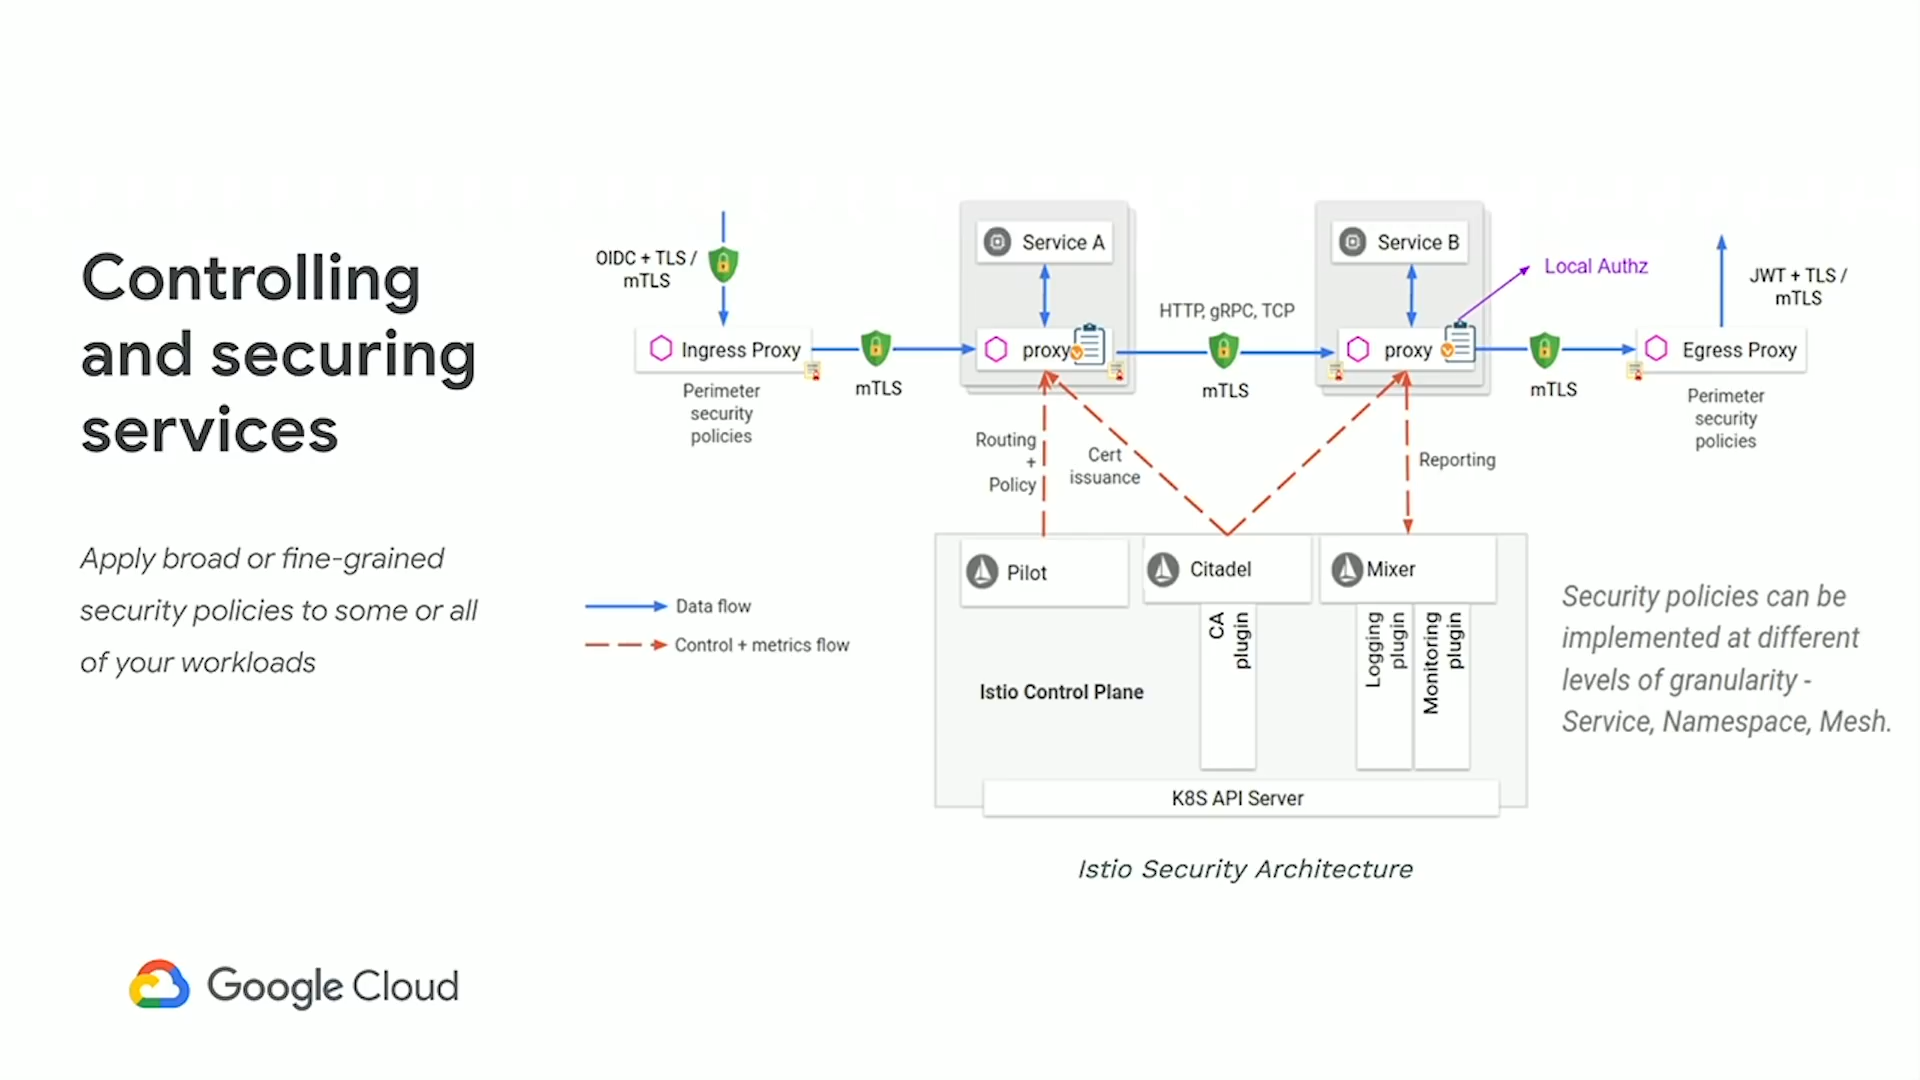 Controlling
and securing
services
Apply broad or fine-grained
security policies to some or all
of your workloads
OIDC + TLS /
mTLS
Ingress Proxy
Perimeter
security
policies
mTLS
Service A
proxy
HTTP, gRPC, TCP
mTLS
Service B
proxy
Local Authz
mTLS
JWT + TLS /
mTLS
Egress Proxy
Perimeter
security
policies
Routing
+
Policy
Cert
issuance
Reporting
Data flow
Control + metrics flow
Pilot
Citadel
Mixer
CA
plugin
Logging
plugin
Monitoring
plugin
Istio Control Plane
K8S API Server
Istio Security Architecture
Security policies can be
implemented at different
levels of granularity -
Service, Namespace, Mesh.
Google Cloud